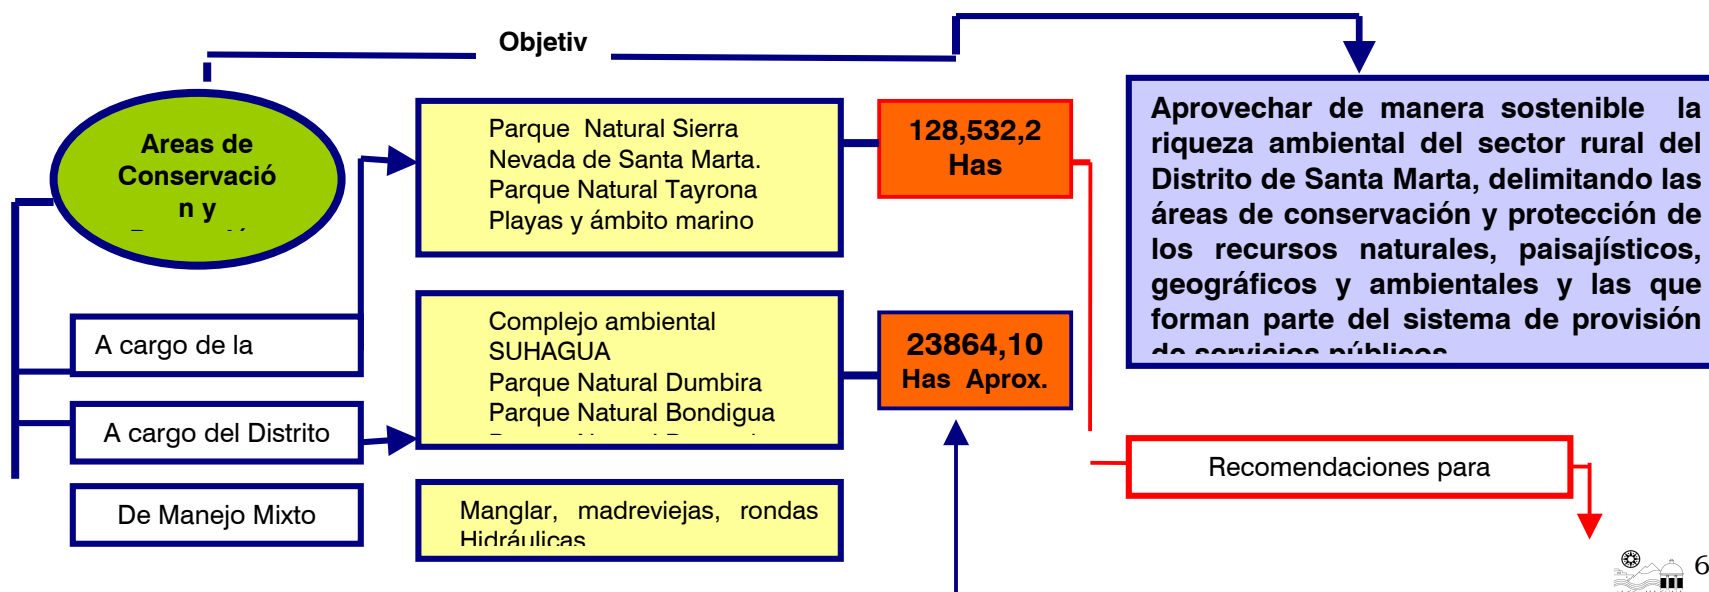 Objetiv
Areas de
Conservació
n y
Parque  Natural Sierra
Nevada de Santa Marta.
Parque Natural Tayrona
Playas y ámbito marino
128,532,2
Has
Aprovechar de manera sostenible  la
riqueza ambiental del sector rural del
Distrito de Santa Marta, delimitando las
áreas de conservación y protección de
los recursos naturales, paisajísticos,
geográficos y ambientales y las que
forman parte del sistema de provisión
de servicios públicos
A cargo de la
Complejo ambiental
SUHAGUA
Parque Natural Dumbira
Parque Natural Bondigua
23864,10
Has  Aprox.
A cargo del Distrito
Recomendaciones para
De Manejo Mixto
Manglar, madreviejas, rondas
Hidráulicas
6